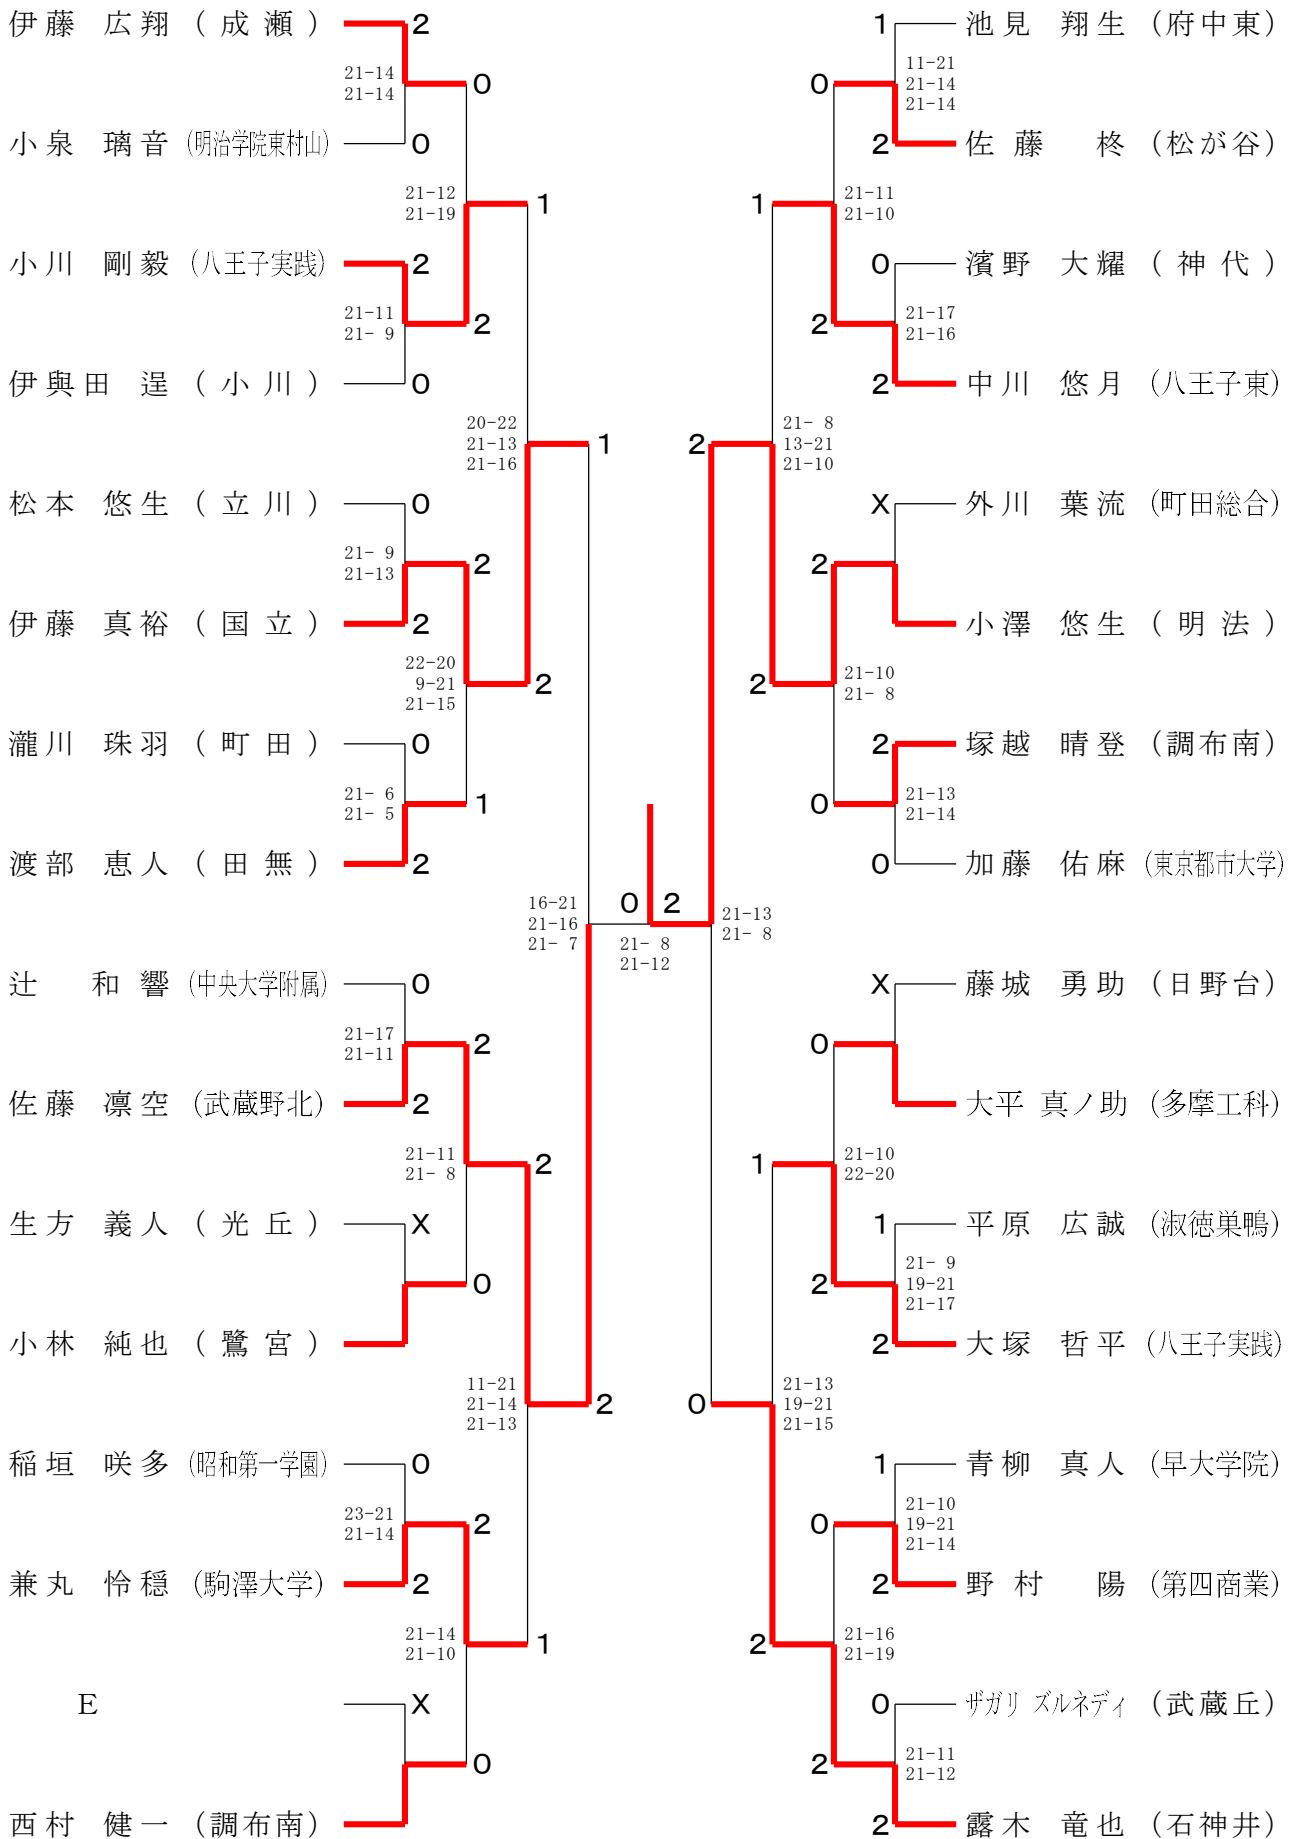 伊藤 広翔 (成瀬) 2
21-14
21-14
0
小泉 璃音 (明治学院東村山) 0
21-12
21-19
1
小川 剛毅 (八王子実践) 2
21-11
21- 9
2
伊與田 逞 (小川) 0
20-22
21-13
21-16
1
松本 悠生 (立川) 0
21- 9
21-13
2
伊藤 真裕 (国立) 2
22-20
9-21
21-15
2
瀧川 珠羽 (町田) 0
21- 6
21- 5
1
渡部 恵人 (田無) 2
16-21
21-16
21- 7
辻 和響 (中央大学附属) 0
21-17
21-11
2
佐藤 凛空 (武蔵野北) 2
21-11
21- 8
2
生方 義人 (光丘) X
0
小林 純也 (鷺宮)
11-21
21-14
21-13
2
稲垣 咲多 (昭和第一学園) 0
23-21
21-14
2
兼丸 怜穏 (駒澤大学) 2
21-14
21-10
1
E X
0
西村 健一 (調布南)
0 2
21- 8
21-12
1 池見 翔生 (府中東)
0
11-21
21-14
21-14
2 佐藤 柊 (松が谷)
1
21-11
21-10
0 濱野 大耀 (神代)
2
21-17
21-16
2 中川 悠月 (八王子東)
2
21- 8
13-21
21-10
X 外川 葉流 (町田総合)
2
小澤 悠生 (明法)
2
21-10
21- 8
2 塚越 晴登 (調布南)
0
21-13
21-14
0 加藤 佑麻 (東京都市大学)
21-13
21- 8
X 藤城 勇助 (日野台)
0
大平 真ノ助 (多摩工科)
1
21-10
22-20
1 平原 広誠 (淑徳巣鴨)
2
21- 9
19-21
21-17
2 大塚 哲平 (八王子実践)
0
21-13
19-21
21-15
1 青柳 真人 (早大学院)
0
21-10
19-21
21-14
2 野村 陽 (第四商業)
2
21-16
21-19
0 ザガリ ズルネディ (武蔵丘)
2
21-11
21-12
2 露木 竜也 (石神井)